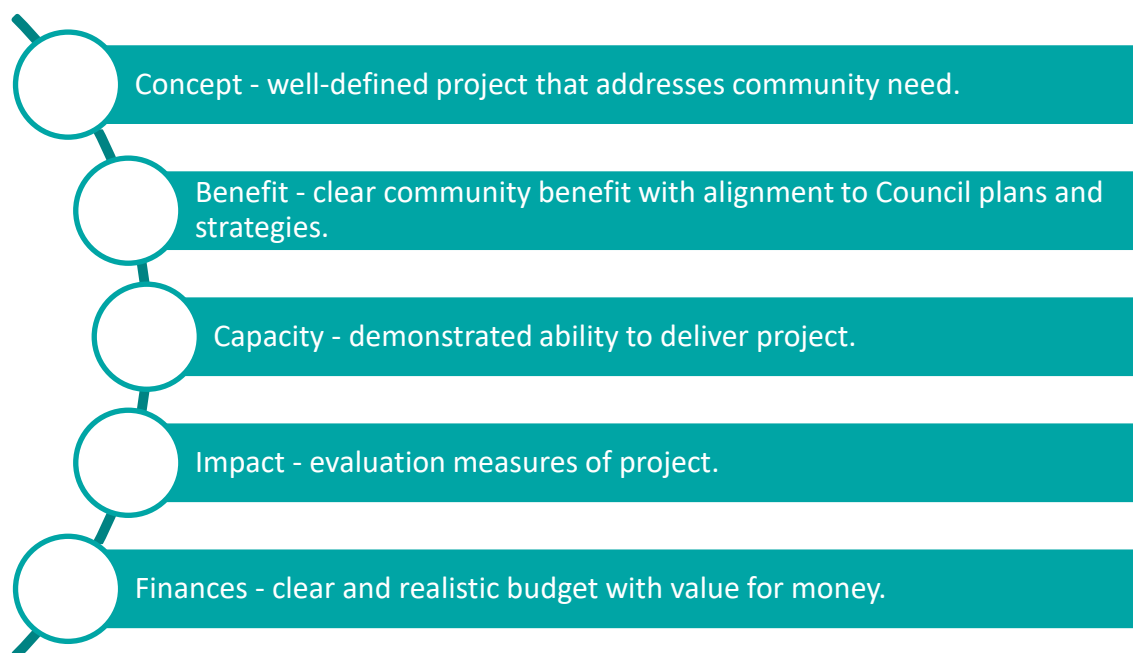 Concept - well-defined project that addresses community need.
Benefit - clear community benefit with alignment to Council plans and
strategies.
Capacity - demonstrated ability to deliver project.
Impact - evaluation measures of project.
Finances - clear and realistic budget with value for money.